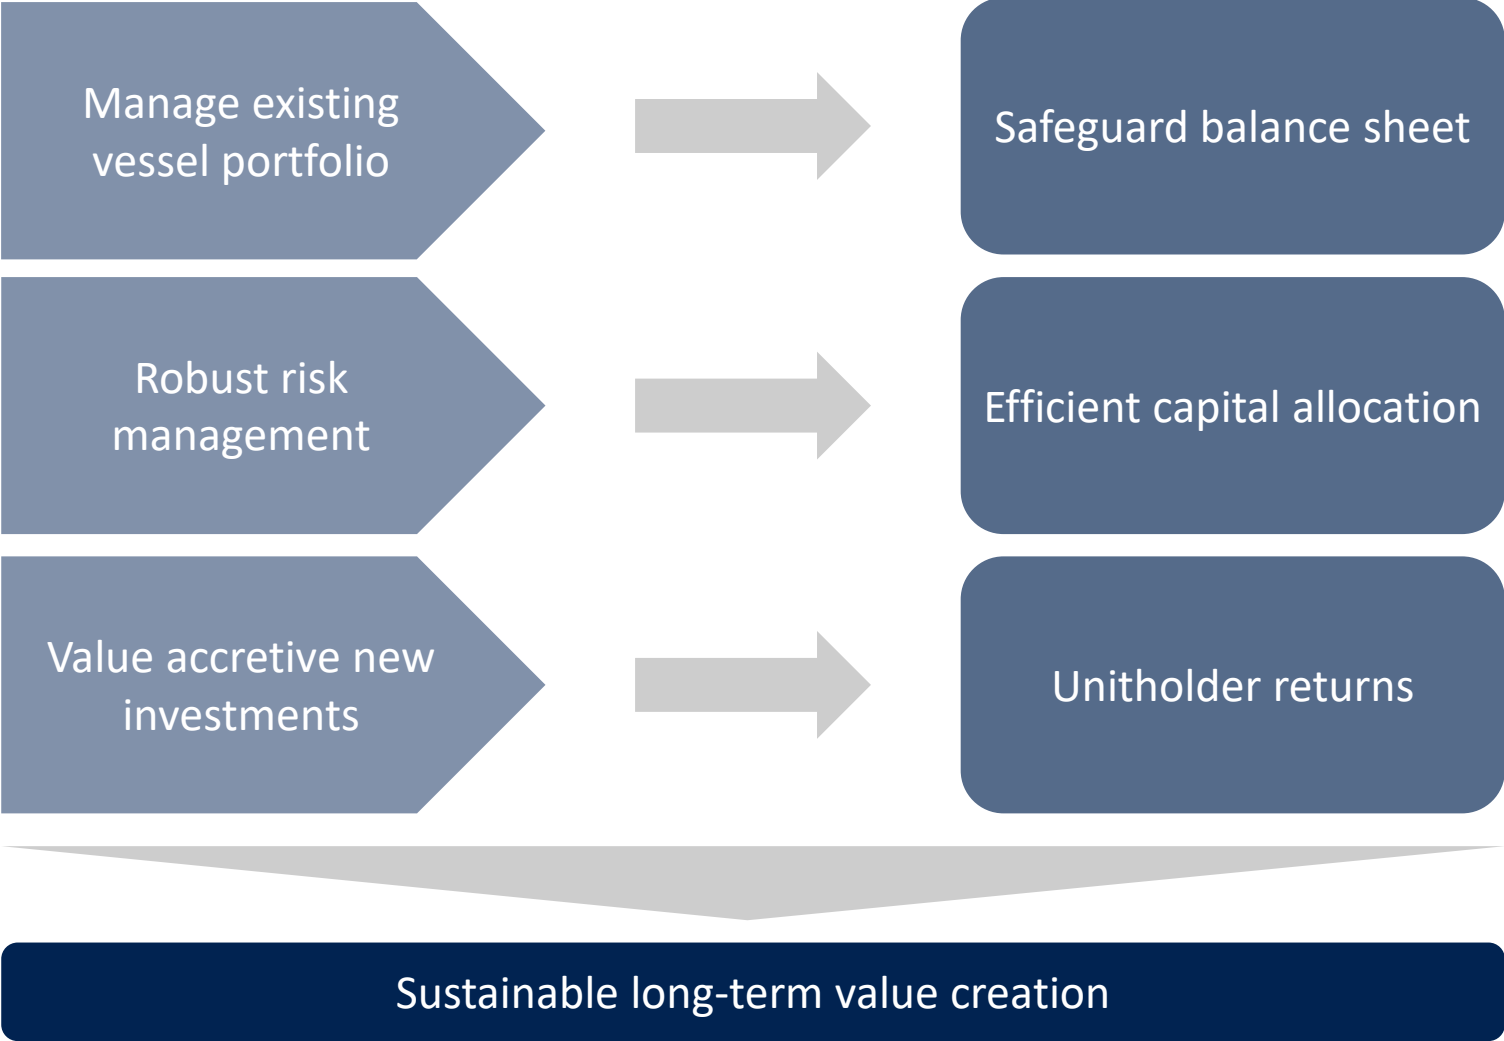 Manage existing
vessel portfolio
Safeguard balance sheet
Robust risk
management
Efficient capital allocation
Value accretive new
investments
Unitholder returns
Sustainable long-term value creation